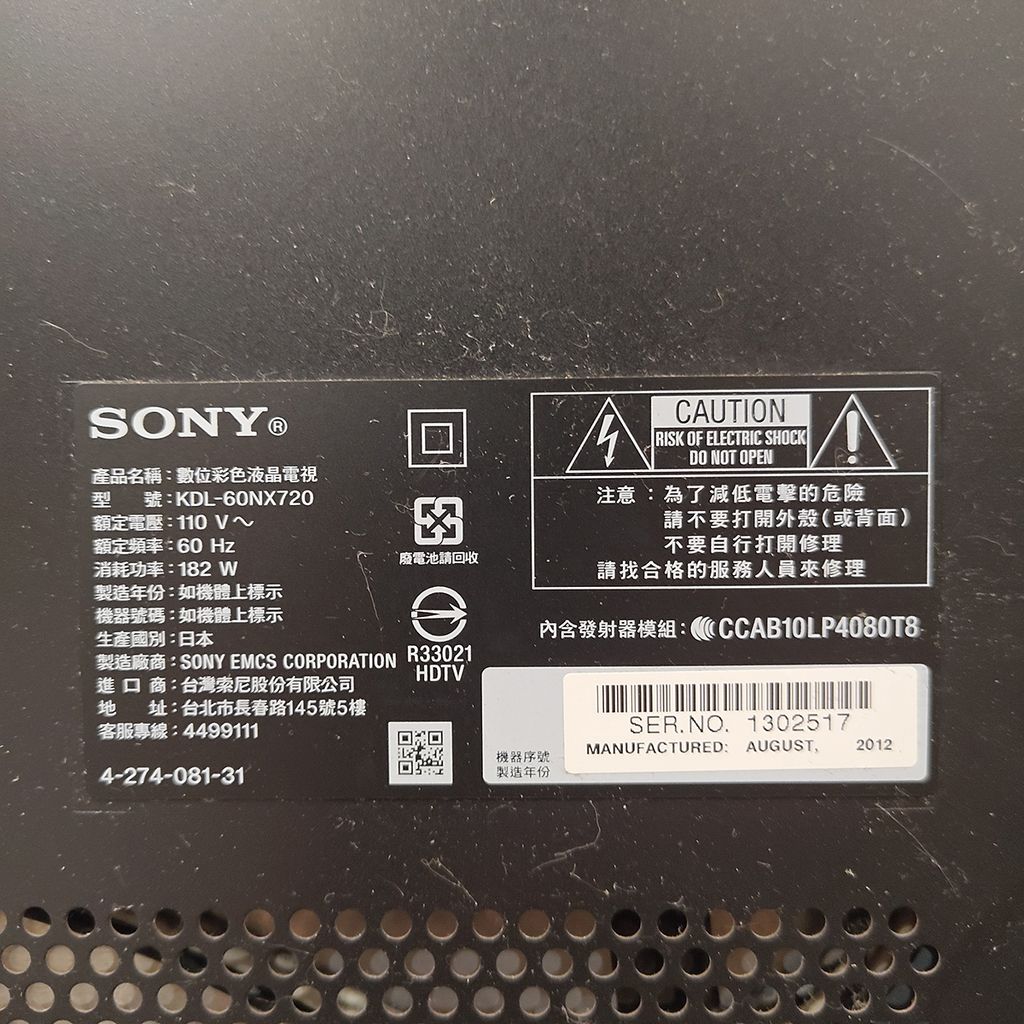 SONY®
產品名稱：數位彩色液晶電視
型 號：KDL-60NX720
額定電壓：110 V～
額定頻率：60 Hz
消耗功率：182 W
製造年份：如機體上標示
機器號碼：如機體上標示
生產國別：日本
製造廠商：SONY EMCS CORPORATION
進口商：台灣索尼股份有限公司
地 址：台北市長春路145號5樓
客服專線：4499111
4-274-081-31
廢電池請回收
R33021
HDTV
CAUTION
RISK OF ELECTRIC SHOCK
DO NOT OPEN
注意：為了減低電擊的危險
請不要打開外殼(或背面)
不要自行打開修理
請找合格的服務人員來修理
內含發射器模組：CCAB10LP4080T8
機器序號
製造年份
SER.NO. 1302517
MANUFACTURED: AUGUST, 2012